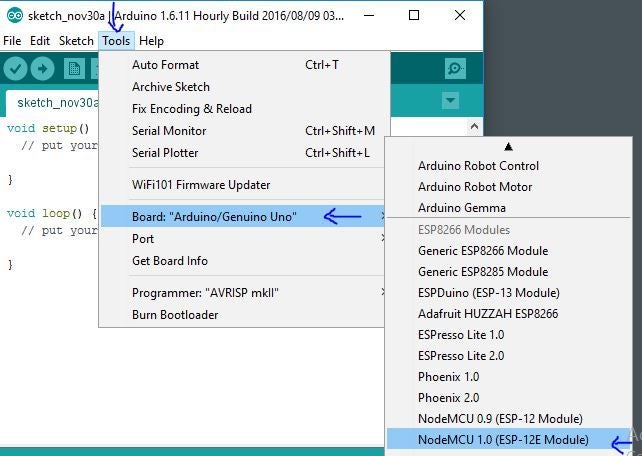 sketch_nov30a | Arduino 1.6.11 Hourly Build 2016/08/09 03...
File Edit Sketch Tools Help
sketch_nov30a
void setup()
// put your
}
void loop() {
// put your
}
Auto Format Ctrl+T
Archive Sketch
Fix Encoding & Reload
Serial Monitor Ctrl+Shift+M
Serial Plotter Ctrl+Shift+L
WiFi101 Firmware Updater
Board: "Arduino/Genuino Uno"
Port
Get Board Info
Programmer: "AVRISP mkII"
Burn Bootloader
Arduino Robot Control
Arduino Robot Motor
Arduino Gemma
ESP8266 Modules
Generic ESP8266 Module
Generic ESP8285 Module
ESPDuino (ESP-13 Module)
Adafruit HUZZAH ESP8266
ESPresso Lite 1.0
ESPresso Lite 2.0
Phoenix 1.0
Phoenix 2.0
NodeMCU 0.9 (ESP-12 Module)
NodeMCU 1.0 (ESP-12E Module)